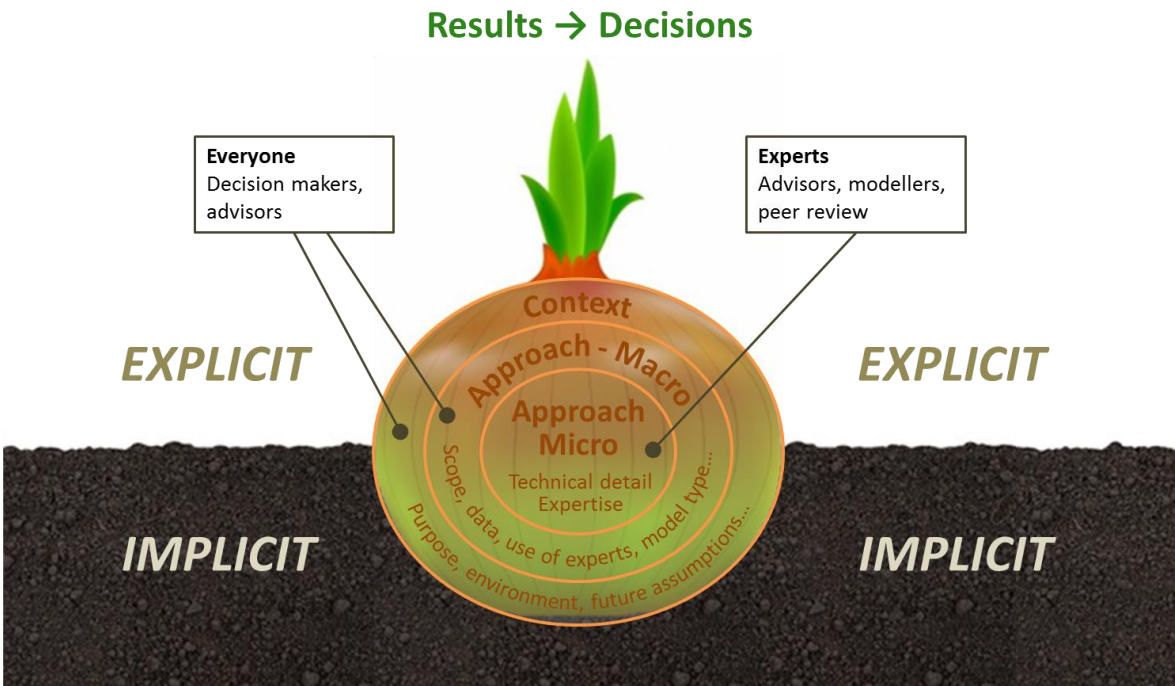 Results → Decisions
Everyone
Decision makers,
advisors
Experts
Advisors, modellers,
peer review
Context
Approach - Macro
EXPLICIT
EXPLICIT
Approach
Micro
Technical detail
Expertise
Scope, data, use of experts, model type...
Purpose, environment, future assumptions...
IMPLICIT
IMPLICIT